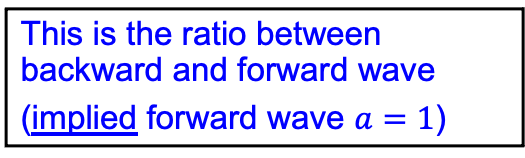 This is the ratio between
backward and forward wave
(implied forward wave 𝑎 = 1)